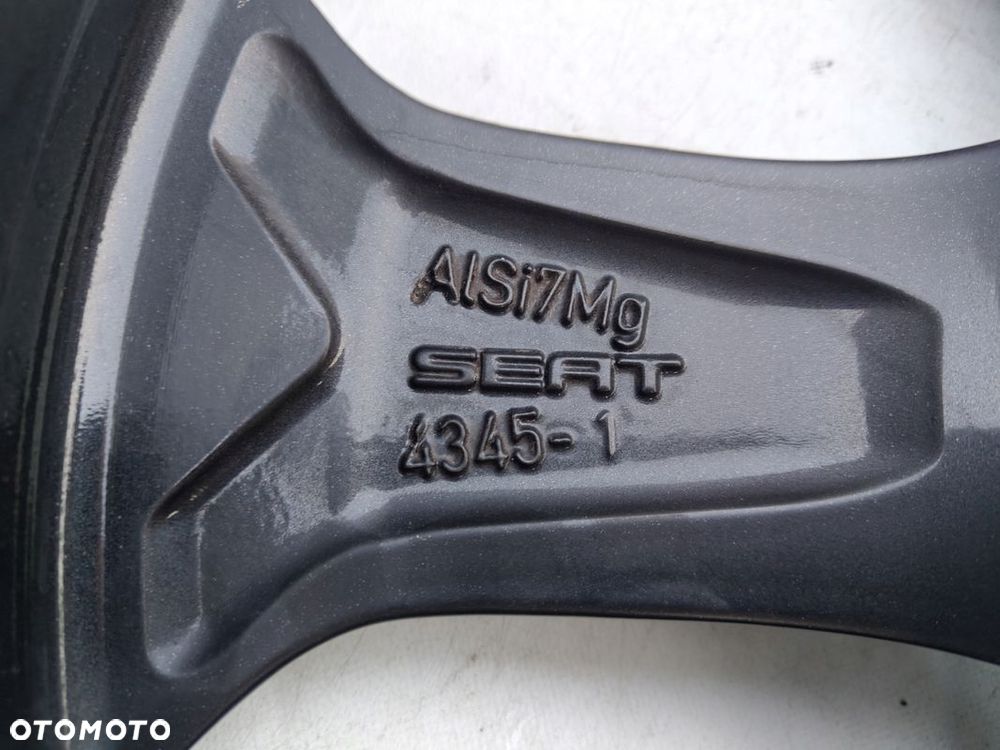 AlSi7Mg
SEAT
4345-1
OTOMOTO